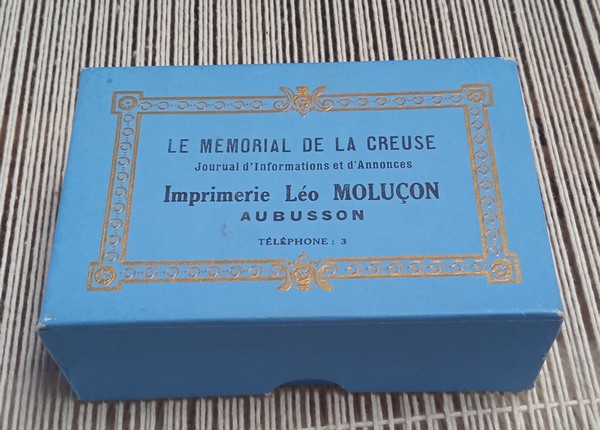 LE MÉMORIAL DE LA CREUSE
Journal d'Informations et d'Annonces
Imprimerie Léo MOLUÇON
AUBUSSON
TÉLÉPHONE : 3